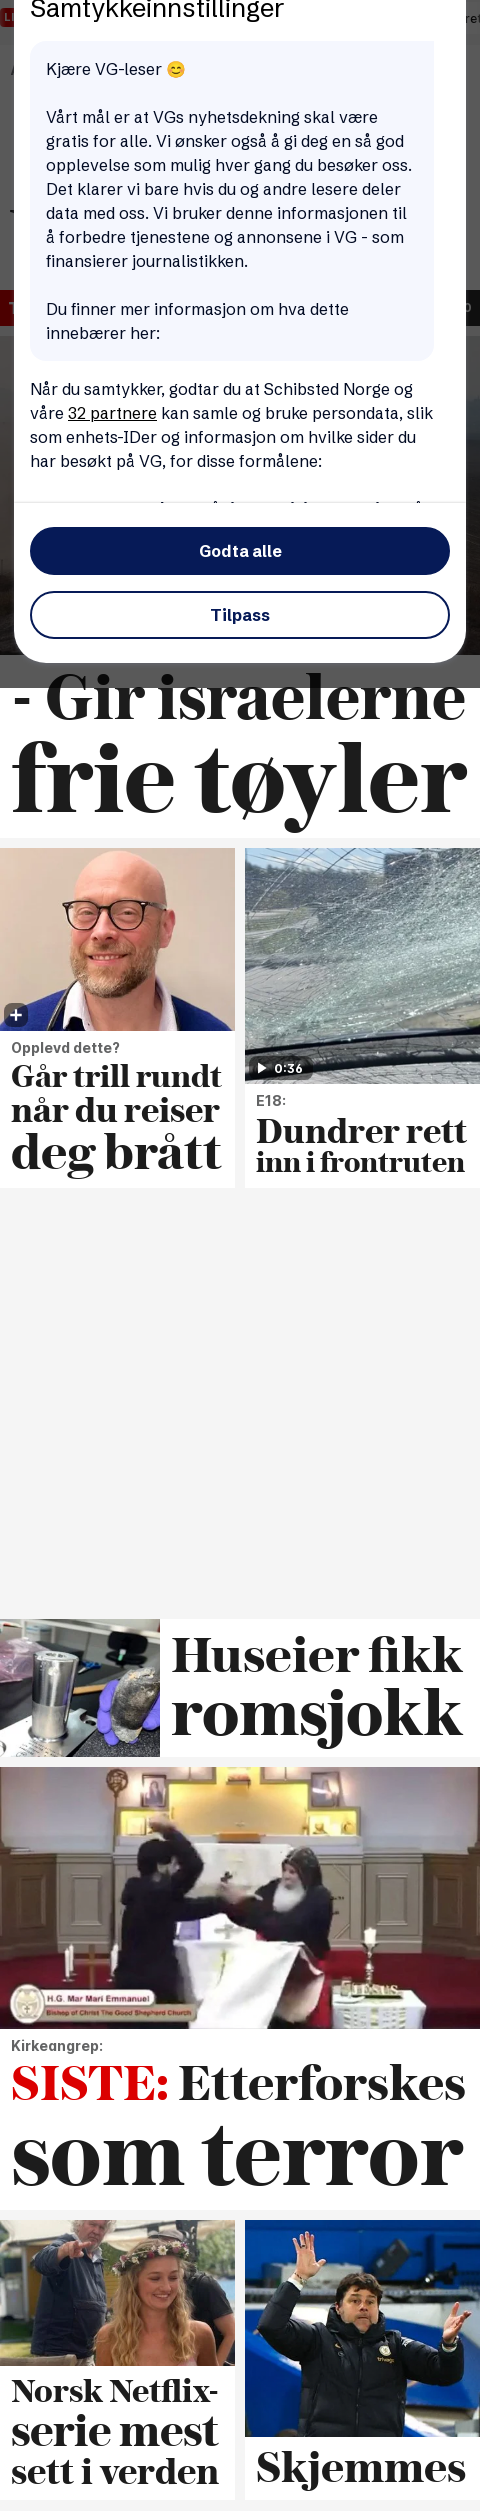 Samtykkeinnstillinger
Kjære VG-leser 😊
Vårt mål er at VGs nyhetsdekning skal være
gratis for alle. Vi ønsker også å gi deg en så god
opplevelse som mulig hver gang du besøker oss.
Det klarer vi bare hvis du og andre lesere deler
data med oss. Vi bruker denne informasjonen til
å forbedre tjenestene og annonsene i VG - som
finansierer journalistikken.
Du finner mer informasjon om hva dette
innebærer her:
Når du samtykker, godtar du at Schibsted Norge og
våre 32 partnere kan samle og bruke persondata, slik
som enhets-IDer og informasjon om hvilke sider du
har besøkt på VG, for disse formålene:
Godta alle
Tilpass
- Gir israelerne
frie tøyler
Opplevd dette?
Går trill rundt
når du reiser
deg brått
0:36
E18:
Dundrer rett
inn i frontruten
Huseier fikk
romsjokk
H.G. Mar Mari Emmanuel
Bishop of Christ The Good Shepherd Church
JESUS
Kirkeangrep:
SISTE: Etterforskes
som terror
Norsk Netflix-
serie mest
sett i verden
trivago
Skjemmes